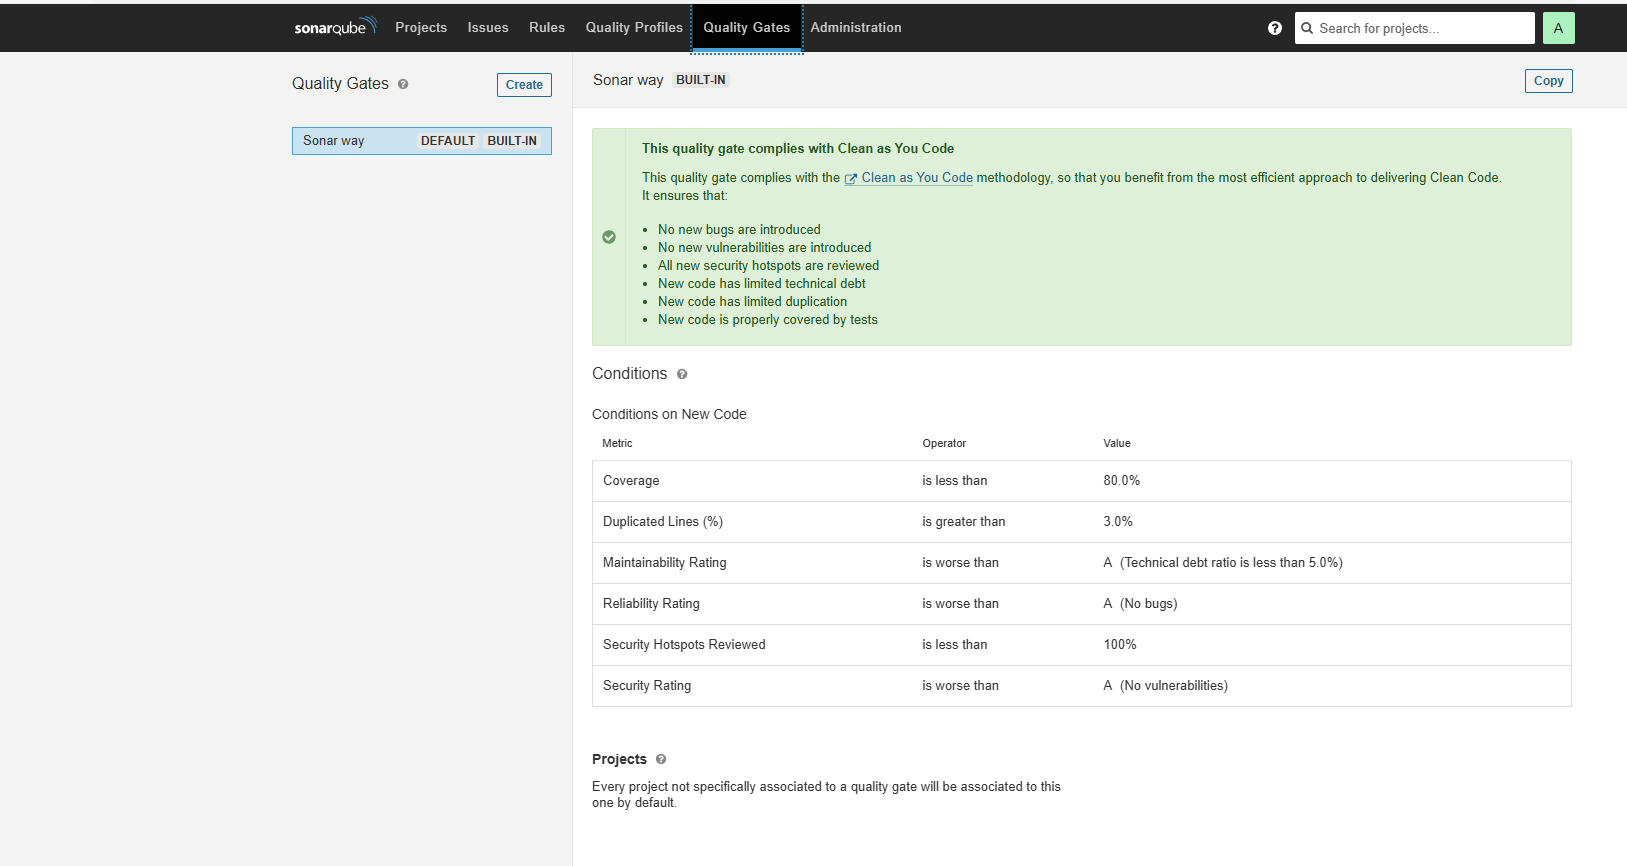 sonarqube Projects Issues Rules Quality Profiles Quality Gates Administration ? Search for projects... A
Quality Gates ? Create
Sonar way DEFAULT BUILT-IN
Sonar way BUILT-IN Copy
This quality gate complies with Clean as You Code
This quality gate complies with the Clean as You Code methodology, so that you benefit from the most efficient approach to delivering Clean Code.
It ensures that:
• No new bugs are introduced
• No new vulnerabilities are introduced
• All new security hotspots are reviewed
• New code has limited technical debt
• New code has limited duplication
• New code is properly covered by tests
Conditions ?
Conditions on New Code
Metric Operator Value
Coverage is less than 80.0%
Duplicated Lines (%) is greater than 3.0%
Maintainability Rating is worse than A (Technical debt ratio is less than 5.0%)
Reliability Rating is worse than A (No bugs)
Security Hotspots Reviewed is less than 100%
Security Rating is worse than A (No vulnerabilities)
Projects ?
Every project not specifically associated to a quality gate will be associated to this
one by default.